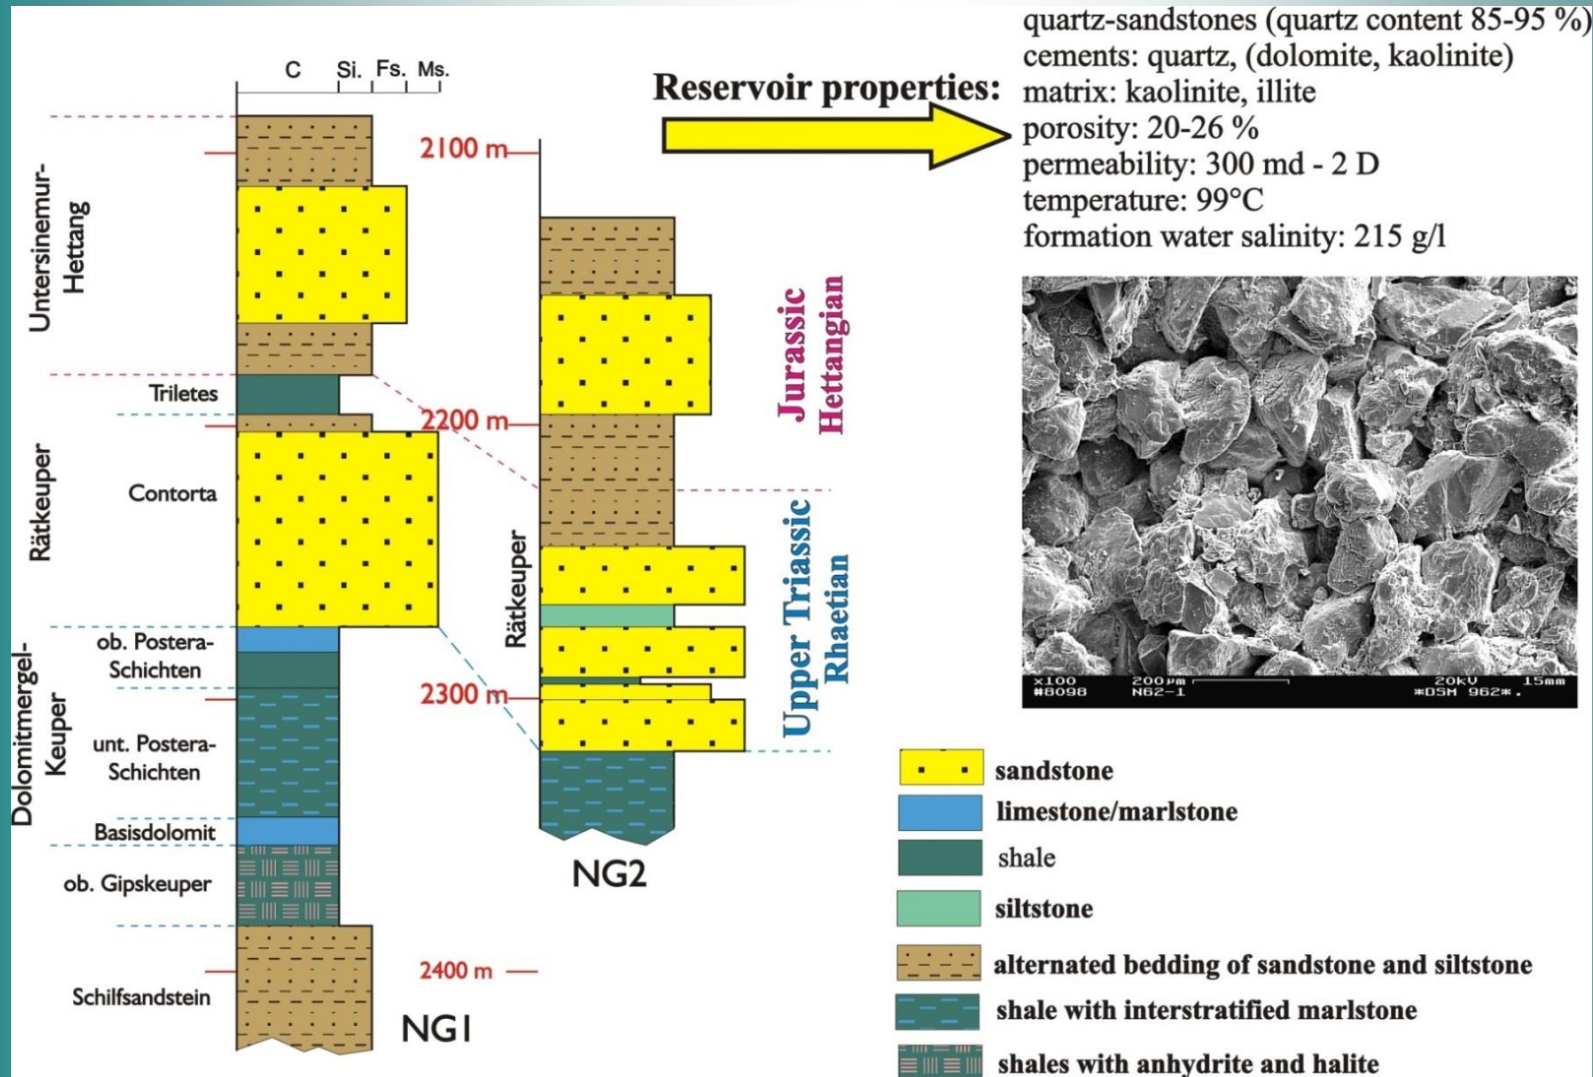 C Si. Fs. Ms.
Untersinemur-
Hettang
Triletes
Rätkeuper
Contorta
Dolomitmergel-
Keuper
ob. Postera-
Schichten
unt. Postera-
Schichten
Basisdolomit
ob. Gipskeuper
Schilfsandstein
NG1
2100 m
2200 m
2300 m
2400 m
Rätkeuper
NG2
Jurassic
Hettangian
Upper Triassic
Rhaetian
Reservoir properties:
quartz-sandstones (quartz content 85-95 %)
cements: quartz, (dolomite, kaolinite)
matrix: kaolinite, illite
porosity: 20-26 %
permeability: 300 md - 2 D
temperature: 99°C
formation water salinity: 215 g/l
x100 200µm 20kV 15mm
#8098 N62-1 *DSM 962*.
sandstone
limestone/marlstone
shale
siltstone
alternated bedding of sandstone and siltstone
shale with interstratified marlstone
shales with anhydrite and halite